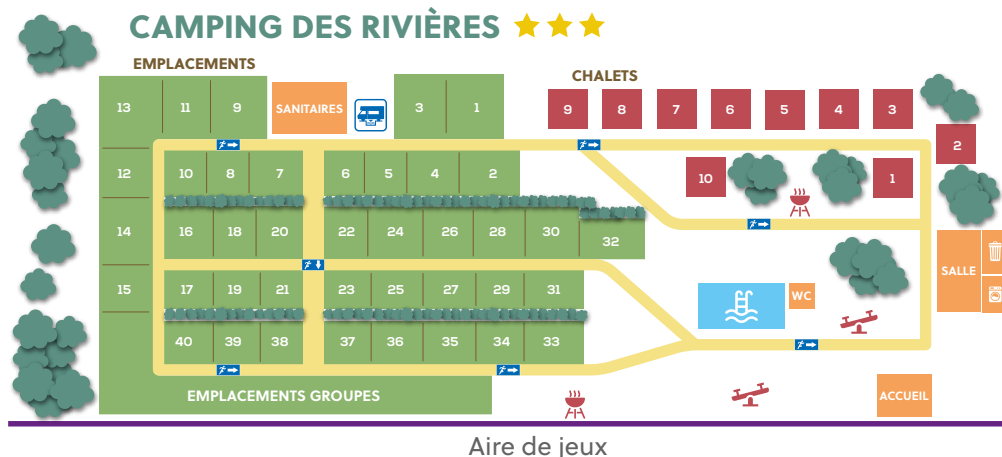 CAMPING DES RIVIÈRES
EMPLACEMENTS
CHALETS
13 11 9
SANITAIRES
3 1
9 8 7 6 5 4 3
2
12
10 8 7
6 5 4 2
10
1
14
16 18 20
22 24 26 28 30 32
SALLE
15
17 19 21
23 25 27 29 31
WC
40 39 38
37 36 35 34 33
EMPLACEMENTS GROUPES
ACCUEIL
Aire de jeux